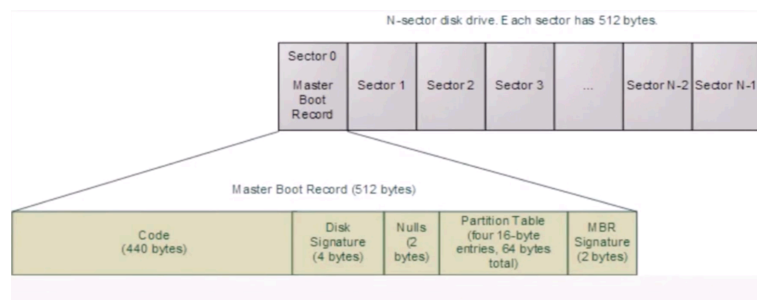 N-sector disk drive. Each sector has 512 bytes.
Sector 0
Master
Boot
Record
Sector 1
Sector 2
Sector 3
...
Sector N-2
Sector N-1
Master Boot Record (512 bytes)
Code
(440 bytes)
Disk
Signature
(4 bytes)
Nulls
(2
bytes)
Partition Table
(four 16-byte
entries, 64 bytes
total)
MBR
Signature
(2 bytes)